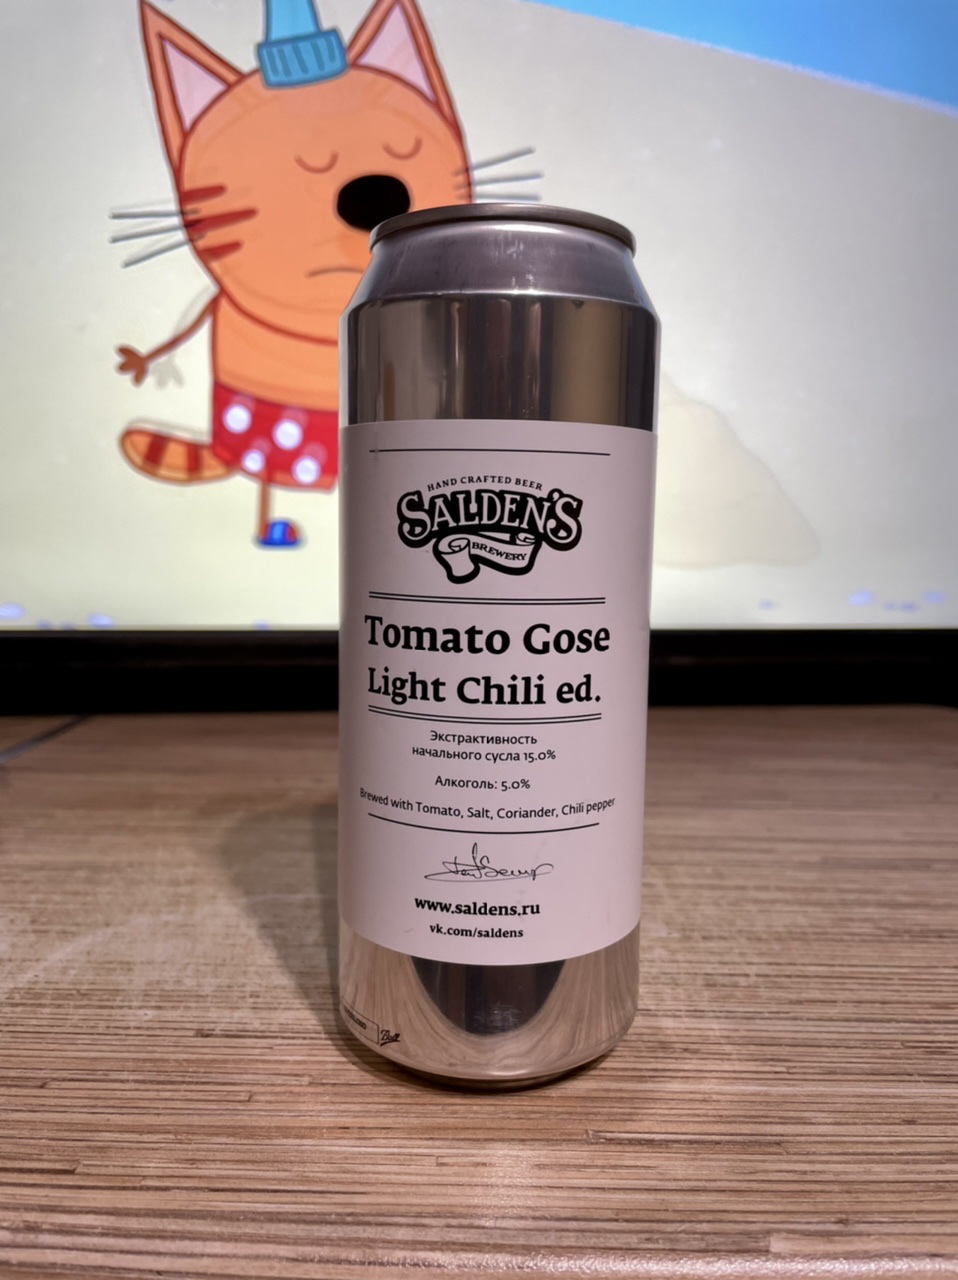 HAND CRAFTED BEER
SALDEN'S
BREWERY
Tomato Gose
Light Chili ed.
Экстрактивность
начального сусла 15.0%
Алкоголь: 5.0%
Brewed with Tomato, Salt, Coriander, Chili pepper
www.saldens.ru
vk.com/saldens
Ball